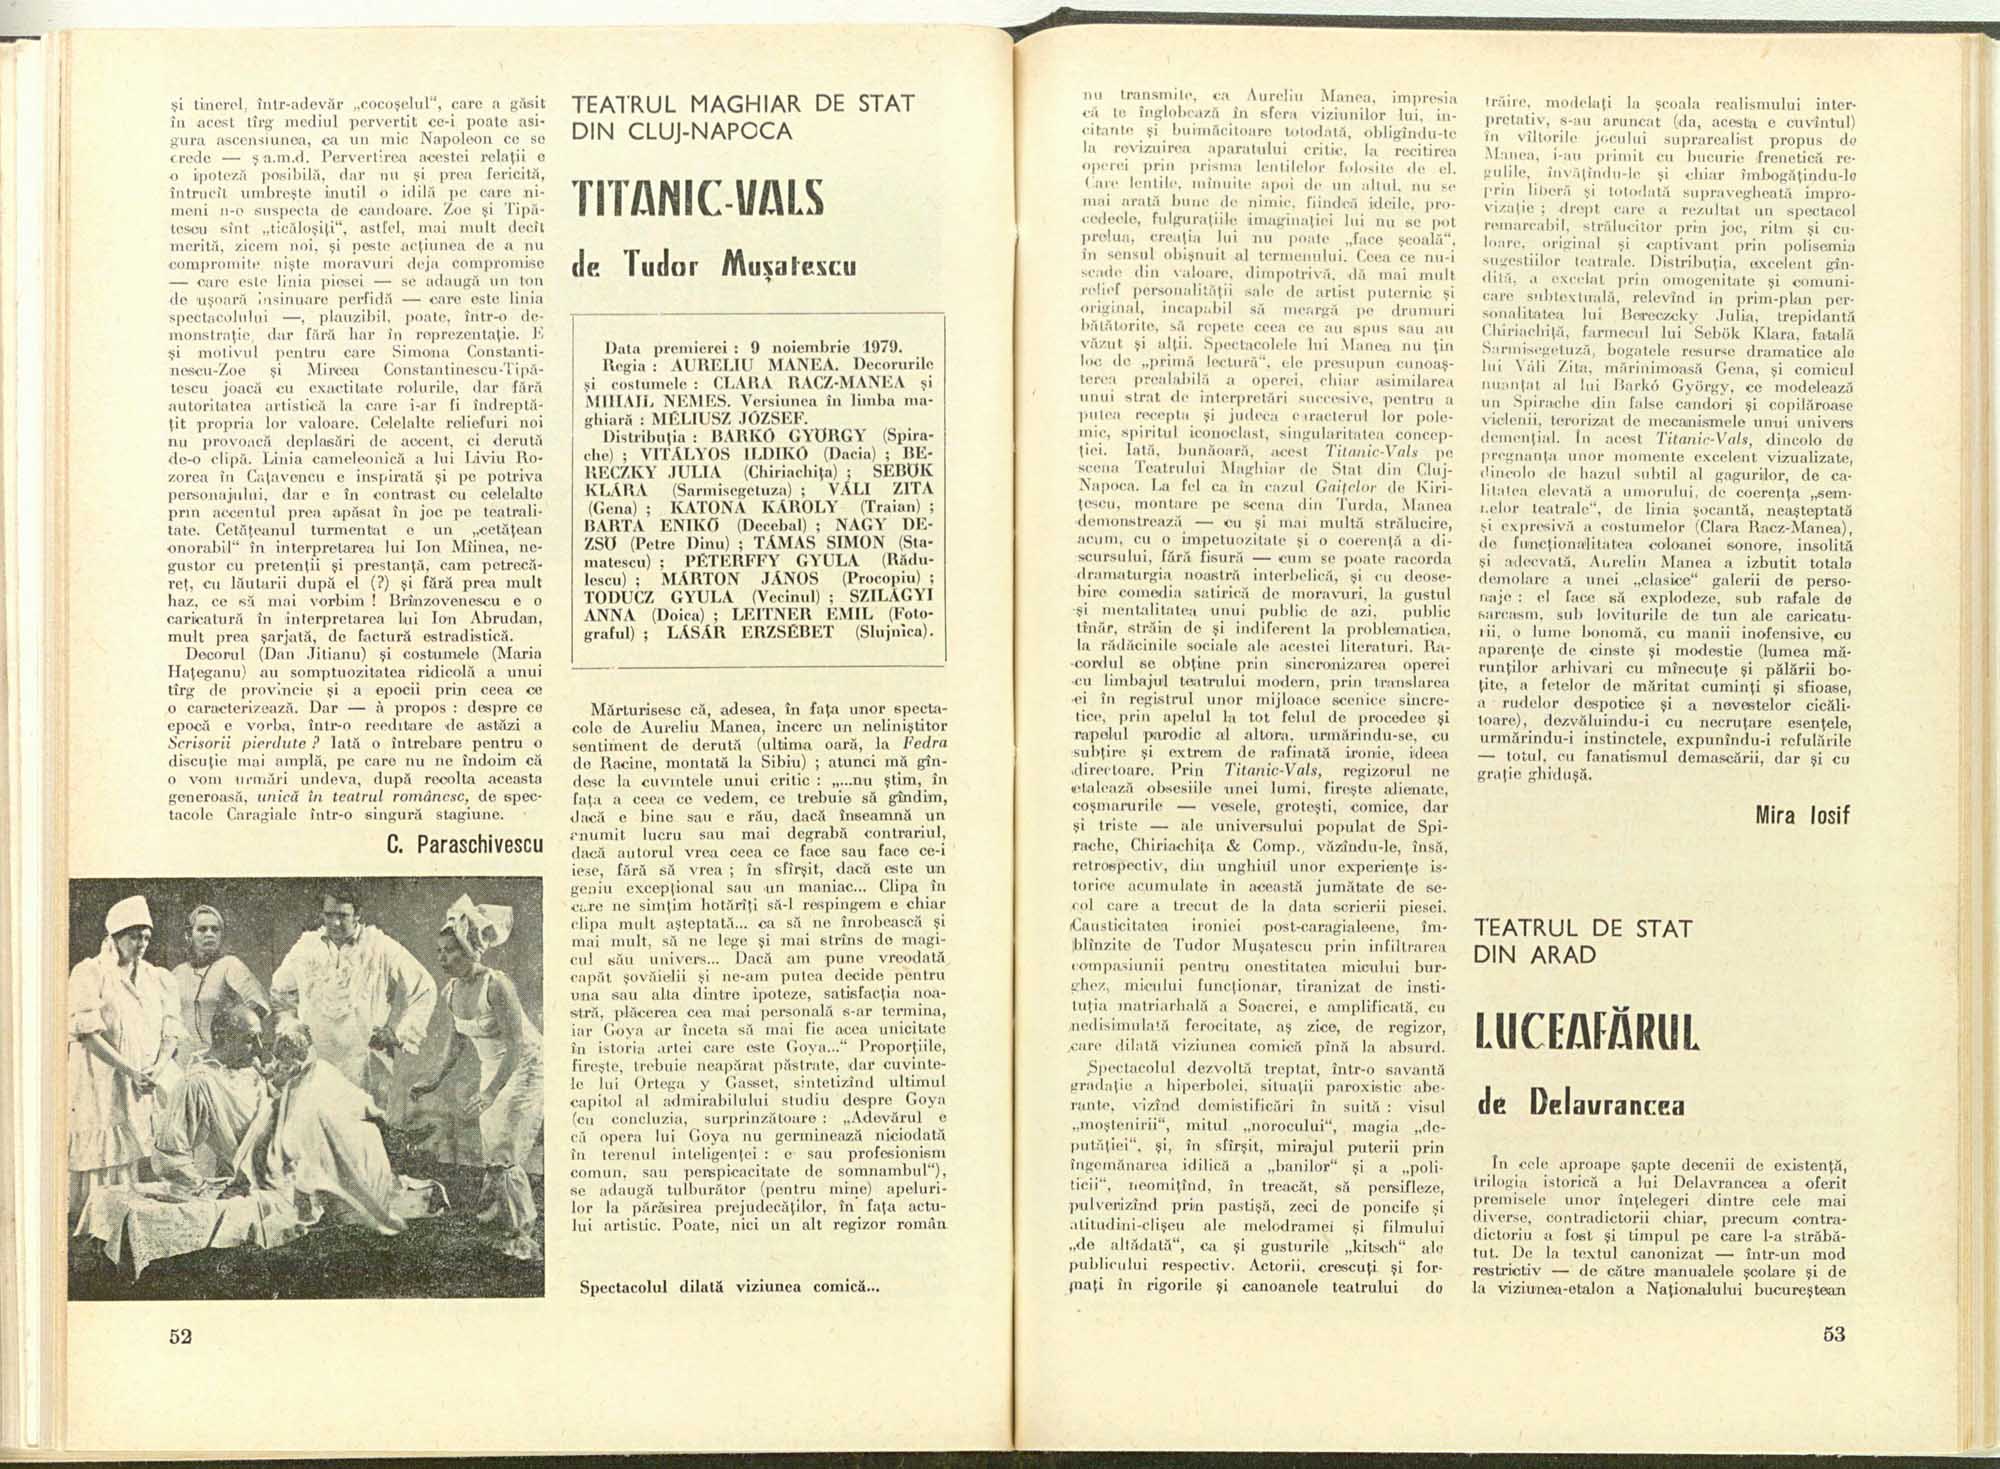 și tinerel, într-adevăr „cocoșelul“, care a găsit
în acest tîrg mediul pervertit ce-i poate asi-
gura ascensiunea, ca un mic Napoleon ce se
crede — ș a.m.d. Pervertirea acestei relații e
o ipoteză posibilă, dar nu și prea fericită,
întrucît umbrește inutil o idilă pe care ni-
meni n-o suspecta de candoare. Zoe și Tipă-
tescu sînt „ticăloșiți“, astfel, mai mult decît
merită, zicem noi, și peste acțiunea de a nu
compromite niște moravuri deja compromise
— care este linia piesei — se adaugă un ton
de ușoară insinuare perfidă — care este linia
spectacolului —, plauzibil, poate, într-o de-
monstrație, dar fără har în reprezentație. E
și motivul pentru care Simona Constanti-
nescu-Zoe și Mircea Constantinescu-Tipă-
tescu joacă cu exactitate rolurile, dar fără
autoritatea artistică la care i-ar fi îndreptă-
țit propria lor valoare. Celelalte reliefuri noi
nu provoacă deplasări de accent, ci derută
de-o clipă. Linia cameleonică a lui Liviu Ro-
zorea în Cațavencu e inspirată și pe potriva
personajului, dar e în contrast cu celelalte
prin accentul prea apăsat în joc pe teatrali-
tate. Cetățeanul turmentat e un „cetățean
onorabil“ în interpretarea lui Ion Mîinea, ne-
gustor cu pretenții și prestanță, cam petrecă-
reț, cu lăutarii după el (?) și fără prea mult
haz, ce să mai vorbim ! Brînzovenescu e o
caricatură în interpretarea lui Ion Abrudan,
mult prea șarjată, de factură estradistică.
Decorul (Dan Jitianu) și costumele (Maria
Hațeganu) au somptuozitatea ridicolă a unui
tîrg de provincie și a epocii prin ceea ce
o caracterizează. Dar — à propos : despre ce
epocă e vorba, într-o reeditare de astăzi a
Scrisorii pierdute ? Iată o întrebare pentru o
discuție mai amplă, pe care nu ne îndoim că
o vom urmări undeva, după recolta aceasta
generoasă, unică în teatrul românesc, de spec-
tacole Caragiale într-o singură stagiune.
C. Paraschivescu
52
TEATRUL MAGHIAR DE STAT
DIN CLUJ-NAPOCA
TITANIC-VALS
de Tudor Mușatescu
Data premierei : 9 noiembrie 1979.
Regia : AURELIU MANEA. Decorurile
și costumele : CLARA RACZ-MANEA și
MIHAIL NEMES. Versiunea în limba ma-
ghiară : MÉLIUSZ JÓZSEF.
Distribuția : BARKÓ GYÖRGY (Spira-
che) ; VITÁLYOS ILDIKÓ (Dacia) ; BE-
RECZKY JULIA (Chiriachița) ; SEBÖK
KLÁRA (Sarmisegetuza) ; VÁLI ZITA
(Gena) ; KATONA KÁROLY (Traian) ;
BARTA ENIKÖ (Decebal) ; NAGY DE-
ZSÖ (Petre Dinu) ; TÁMAS SIMON (Sta-
matescu) ; PÉTERFFY GYULA (Rădu-
lescu) ; MÁRTON JÁNOS (Procopiu) ;
TODUCZ GYULA (Vecinul) ; SZILÁGYI
ANNA (Doica) ; LEITNER EMIL (Foto-
graful) ; LÁSÁR ERZSÉBET (Slujnica).
Mărturisesc că, adesea, în fața unor specta-
cole de Aureliu Manea, încerc un neliniștitor
sentiment de derută (ultima oară, la Fedra
de Racine, montată la Sibiu) ; atunci mă gîn-
desc la cuvintele unui critic : „...nu știm, în
fața a ceea ce vedem, ce trebuie să gîndim,
dacă e bine sau e rău, dacă înseamnă un
anumit lucru sau mai degrabă contrariul,
dacă autorul vrea ceea ce face sau face ce-i
iese, fără să vrea ; în sfîrșit, dacă este un
geniu excepțional sau un maniac... Clipa în
care ne simțim hotărîți să-l respingem e chiar
clipa mult așteptată... ca să ne înrobească și
mai mult, să ne lege și mai strîns de magi-
cul său univers... Dacă am pune vreodată
capăt șovăielii și ne-am putea decide pentru
una sau alta dintre ipoteze, satisfacția noa-
stră, plăcerea cea mai personală s-ar termina,
iar Goya ar înceta să mai fie acea unicitate
în istoria artei care este Goya...“ Proporțiile,
firește, trebuie neapărat păstrate, dar cuvinte-
le lui Ortega y Gasset, sintetizînd ultimul
capitol al admirabilului studiu despre Goya
(cu concluzia, surprinzătoare : „Adevărul e
că opera lui Goya nu germinează niciodată
în terenul inteligenței : e sau profesionism
comun, sau perspicacitate de somnambul“),
se adaugă tulburător (pentru mine) apeluri-
lor la părăsirea prejudecăților, în fața actu-
lui artistic. Poate, nici un alt regizor român
Spectacolul dilată viziunea comică...
nu transmite, ca Aureliu Manea, impresia
că te înglobează în sfera viziunilor lui, in-
citante și buimăcitoare totodată, obligîndu-te
la revizuirea aparatului critic, la recitirea
operei prin prisma lentilelor folosite de el.
Care lentile, mînuite apoi de un altul, nu se
mai arată bune de nimic, fiindcă ideile, pro-
cedeele, fulgurațiile imaginației lui nu se pot
prelua, creația lui nu poate „face școală“,
în sensul obișnuit al termenului. Ceea ce nu-i
scade din valoare, dimpotrivă, dă mai mult
relief personalității sale de artist puternic și
original, incapabil să meargă pe drumuri
bătătorite, să repete ceea ce au spus sau au
văzut și alții. Spectacolele lui Manea nu țin
loc de „primă lectură“, ele presupun cunoaș-
terea prealabilă a operei, chiar asimilarea
unui strat de interpretări succesive, pentru a
putea recepta și judeca caracterul lor pole-
mic, spiritul iconoclast, singularitatea concep-
ției. Iată, bunăoară, acest Titanic-Vals pe
scena Teatrului Maghiar de Stat din Cluj-
Napoca. La fel ca în cazul Gaițelor de Kiri-
țescu, montare pe scena din Turda, Manea
demonstrează — cu și mai multă strălucire,
acum, cu o impetuozitate și o coerență a di-
scursului, fără fisură — cum se poate racorda
dramaturgia noastră interbelică, și cu deose-
bire comedia satirică de moravuri, la gustul
și mentalitatea unui public de azi, public
tînăr, străin de și indiferent la problematica,
la rădăcinile sociale ale acestei literaturi. Ra-
cordul se obține prin sincronizarea operei
cu limbajul teatrului modern, prin translarea
ei în registrul unor mijloace scenice sincre-
tice, prin apelul la tot felul de procedee și
rapelul parodic al altora, urmărindu-se, cu
subțire și extrem de rafinată ironie, ideea
directoare. Prin Titanic-Vals, regizorul ne
etalează obsesiile unei lumi, firește alienate,
coșmarurile — vesele, grotești, comice, dar
și triste — ale universului populat de Spi-
rache, Chiriachița & Comp., văzîndu-le, însă,
retrospectiv, din unghiul unor experiențe is-
torice acumulate în această jumătate de se-
col care a trecut de la data scrierii piesei.
Causticitatea ironici post-caragialeene, îm-
blînzite de Tudor Mușatescu prin infiltrarea
compasiunii pentru onestitatea micului bur-
ghez, micului funcționar, tiranizat de insti-
tuția matriarhală a Soacrei, e amplificată, cu
nedisimulată ferocitate, aș zice, de regizor,
care dilată viziunea comică pînă la absurd.
Spectacolul dezvoltă treptat, într-o savantă
gradație a hiperbolei, situații paroxistic abe-
rante, vizînd demistificări în suită : visul
„moștenirii“, mitul „norocului“, magia „de-
putăției“, și, în sfîrșit, mirajul puterii prin
îngemănarea idilică a „banilor“ și a „poli-
ticii“, neomițînd, în treacăt, să persifleze,
pulverizînd prin pastișă, zeci de poncife și
atitudini-clișeu ale melodramei și filmului
„de altădată“, ca și gusturile „kitsch“ ale
publicului respectiv. Actorii, crescuți și for-
mați în rigorile și canoanele teatrului de
trăire, modelați la școala realismului inter-
pretativ, s-au aruncat (da, acesta e cuvîntul)
în vîltorile jocului suprarealist propus de
Manea, i-au primit cu bucurie frenetică re-
gulile, învățîndu-le și chiar îmbogățindu-le
prin liberă și totodată supravegheată impro-
vizație ; drept care a rezultat un spectacol
remarcabil, strălucitor prin joc, ritm și cu-
loare, original și captivant prin polisemia
sugestiilor teatrale. Distribuția, excelent gîn-
dită, a excelat prin omogenitate și comuni-
care subtextuală, relevînd in prim-plan per-
sonalitatea lui Bereczky Julia, trepidantă
Chiriachiță, farmecul lui Sebök Klara, fatală
Sarmisegetuză, bogatele resurse dramatice ale
lui Váli Zita, mărinimoasă Gena, și comicul
nuanțat al lui Barkó György, ce modelează
un Spirache din false candori și copilăroase
viclenii, terorizat de mecanismele unui univers
demențial. În acest Titanic-Vals, dincolo de
pregnanța unor momente excelent vizualizate,
dincolo de hazul subtil al gagurilor, de ca-
litatea elevată a umorului, de coerența „sem-
nelor teatrale“, de linia șocantă, neașteptată
și expresivă a costumelor (Clara Racz-Manea),
de funcționalitatea coloanei sonore, insolită
și adecvată, Aureliu Manea a izbutit totala
demolare a unei „clasice“ galerii de perso-
naje : el face să explodeze, sub rafale de
sarcasm, sub loviturile de tun ale caricatu-
rii, o lume bonomă, cu manii inofensive, cu
aparențe de cinste și modestie (lumea mă-
runților arhivari cu mînecuțe și pălării bo-
țite, a fetelor de măritat cuminți și sfioase,
a rudelor despotice și a nevestelor cicăli-
toare), dezvăluindu-i cu necruțare esențele,
urmărindu-i instinctele, expunîndu-i refulările
— totul, cu fanatismul demascării, dar și cu
grație ghidușă.
Mira Iosif
TEATRUL DE STAT
DIN ARAD
LUCEAFĂRUL
de Delavrancea
În cele aproape șapte decenii de existență,
trilogia istorică a lui Delavrancea a oferit
premisele unor înțelegeri dintre cele mai
diverse, contradictorii chiar, precum contra-
dictoriu a fost și timpul pe care l-a străbă-
tut. De la textul canonizat — într-un mod
restrictiv — de către manualele școlare și de
la viziunea-etalon a Naționalului bucureștean
53